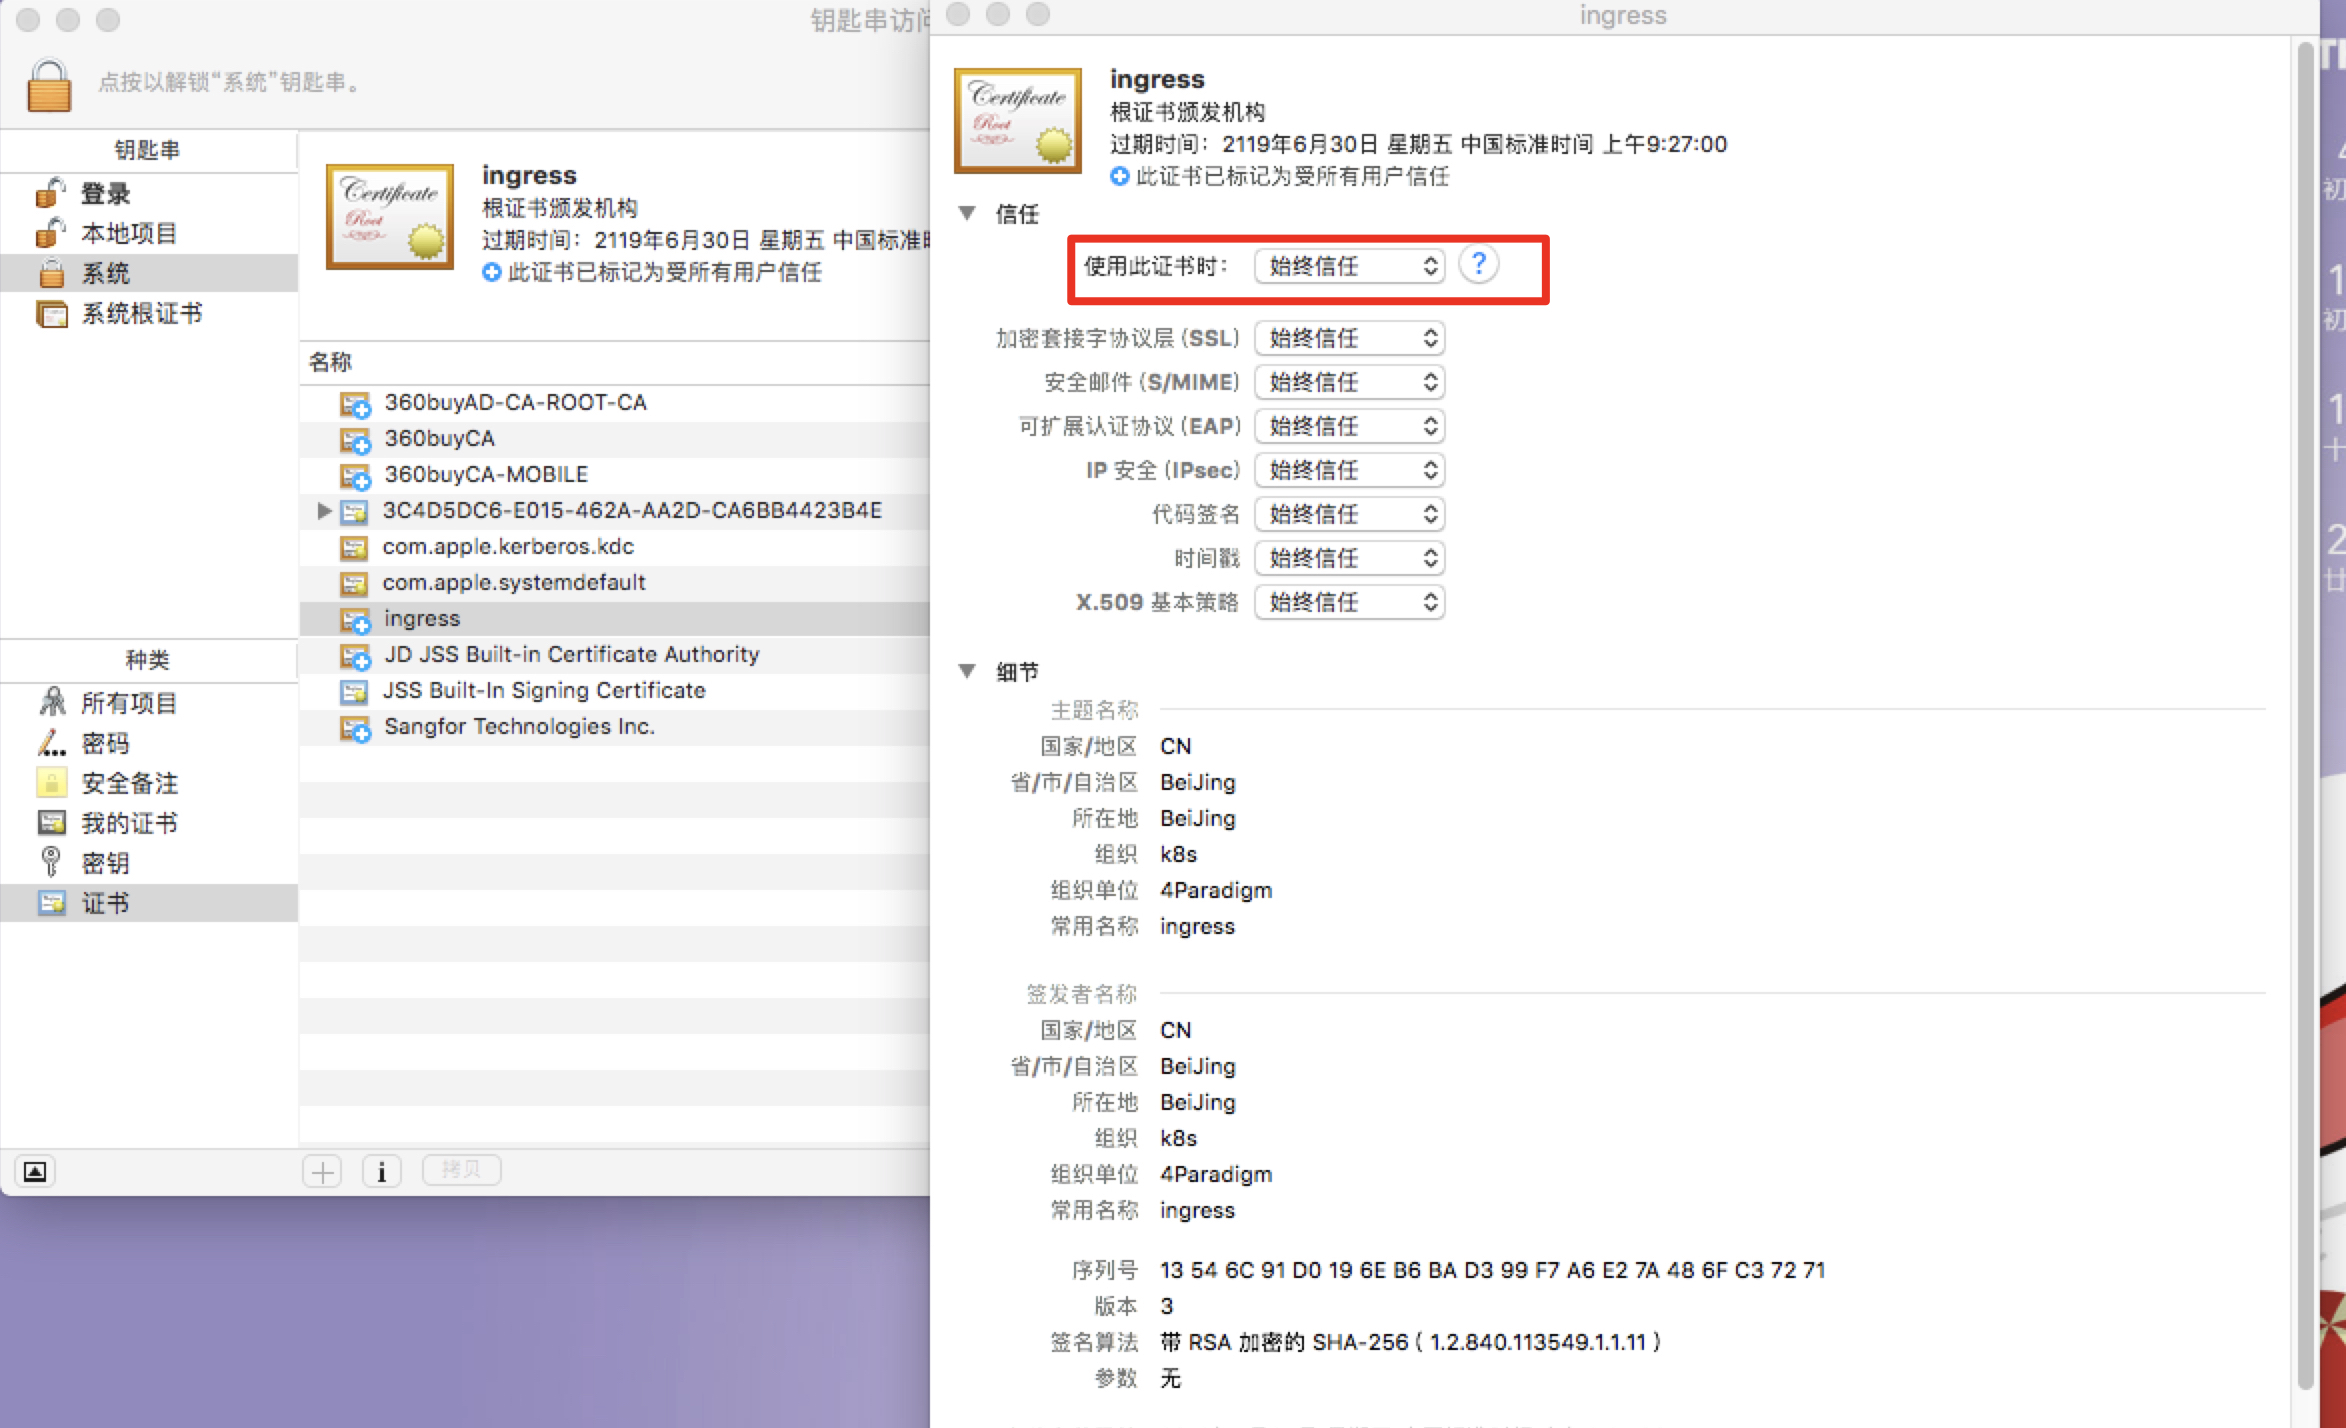 钥匙串访问
点按以解锁“系统”钥匙串。
钥匙串
登录
本地项目
系统
系统根证书
种类
所有项目
密码
安全备注
我的证书
密钥
证书
Certificate
Root
ingress
根证书颁发机构
过期时间：2119年6月30日 星期五 中国标准时
此证书已标记为受所有用户信任
名称
360buyAD-CA-ROOT-CA
360buyCA
360buyCA-MOBILE
3C4D5DC6-E015-462A-AA2D-CA6BB4423B4E
com.apple.kerberos.kdc
com.apple.systemdefault
ingress
JD JSS Built-in Certificate Authority
JSS Built-In Signing Certificate
Sangfor Technologies Inc.
拷贝
ingress
Certificate
Root
ingress
根证书颁发机构
过期时间：2119年6月30日 星期五 中国标准时间 上午9:27:00
此证书已标记为受所有用户信任
信任
使用此证书时： 始终信任 ?
加密套接字协议层 (SSL) 始终信任
安全邮件 (S/MIME) 始终信任
可扩展认证协议 (EAP) 始终信任
IP 安全 (IPsec) 始终信任
代码签名 始终信任
时间戳 始终信任
X.509 基本策略 始终信任
细节
主题名称
国家/地区 CN
省/市/自治区 BeiJing
所在地 BeiJing
组织 k8s
组织单位 4Paradigm
常用名称 ingress
签发者名称
国家/地区 CN
省/市/自治区 BeiJing
所在地 BeiJing
组织 k8s
组织单位 4Paradigm
常用名称 ingress
序列号 13 54 6C 91 D0 19 6E B6 BA D3 99 F7 A6 E2 7A 48 6F C3 72 71
版本 3
签名算法 带 RSA 加密的 SHA-256 ( 1.2.840.113549.1.1.11 )
参数 无